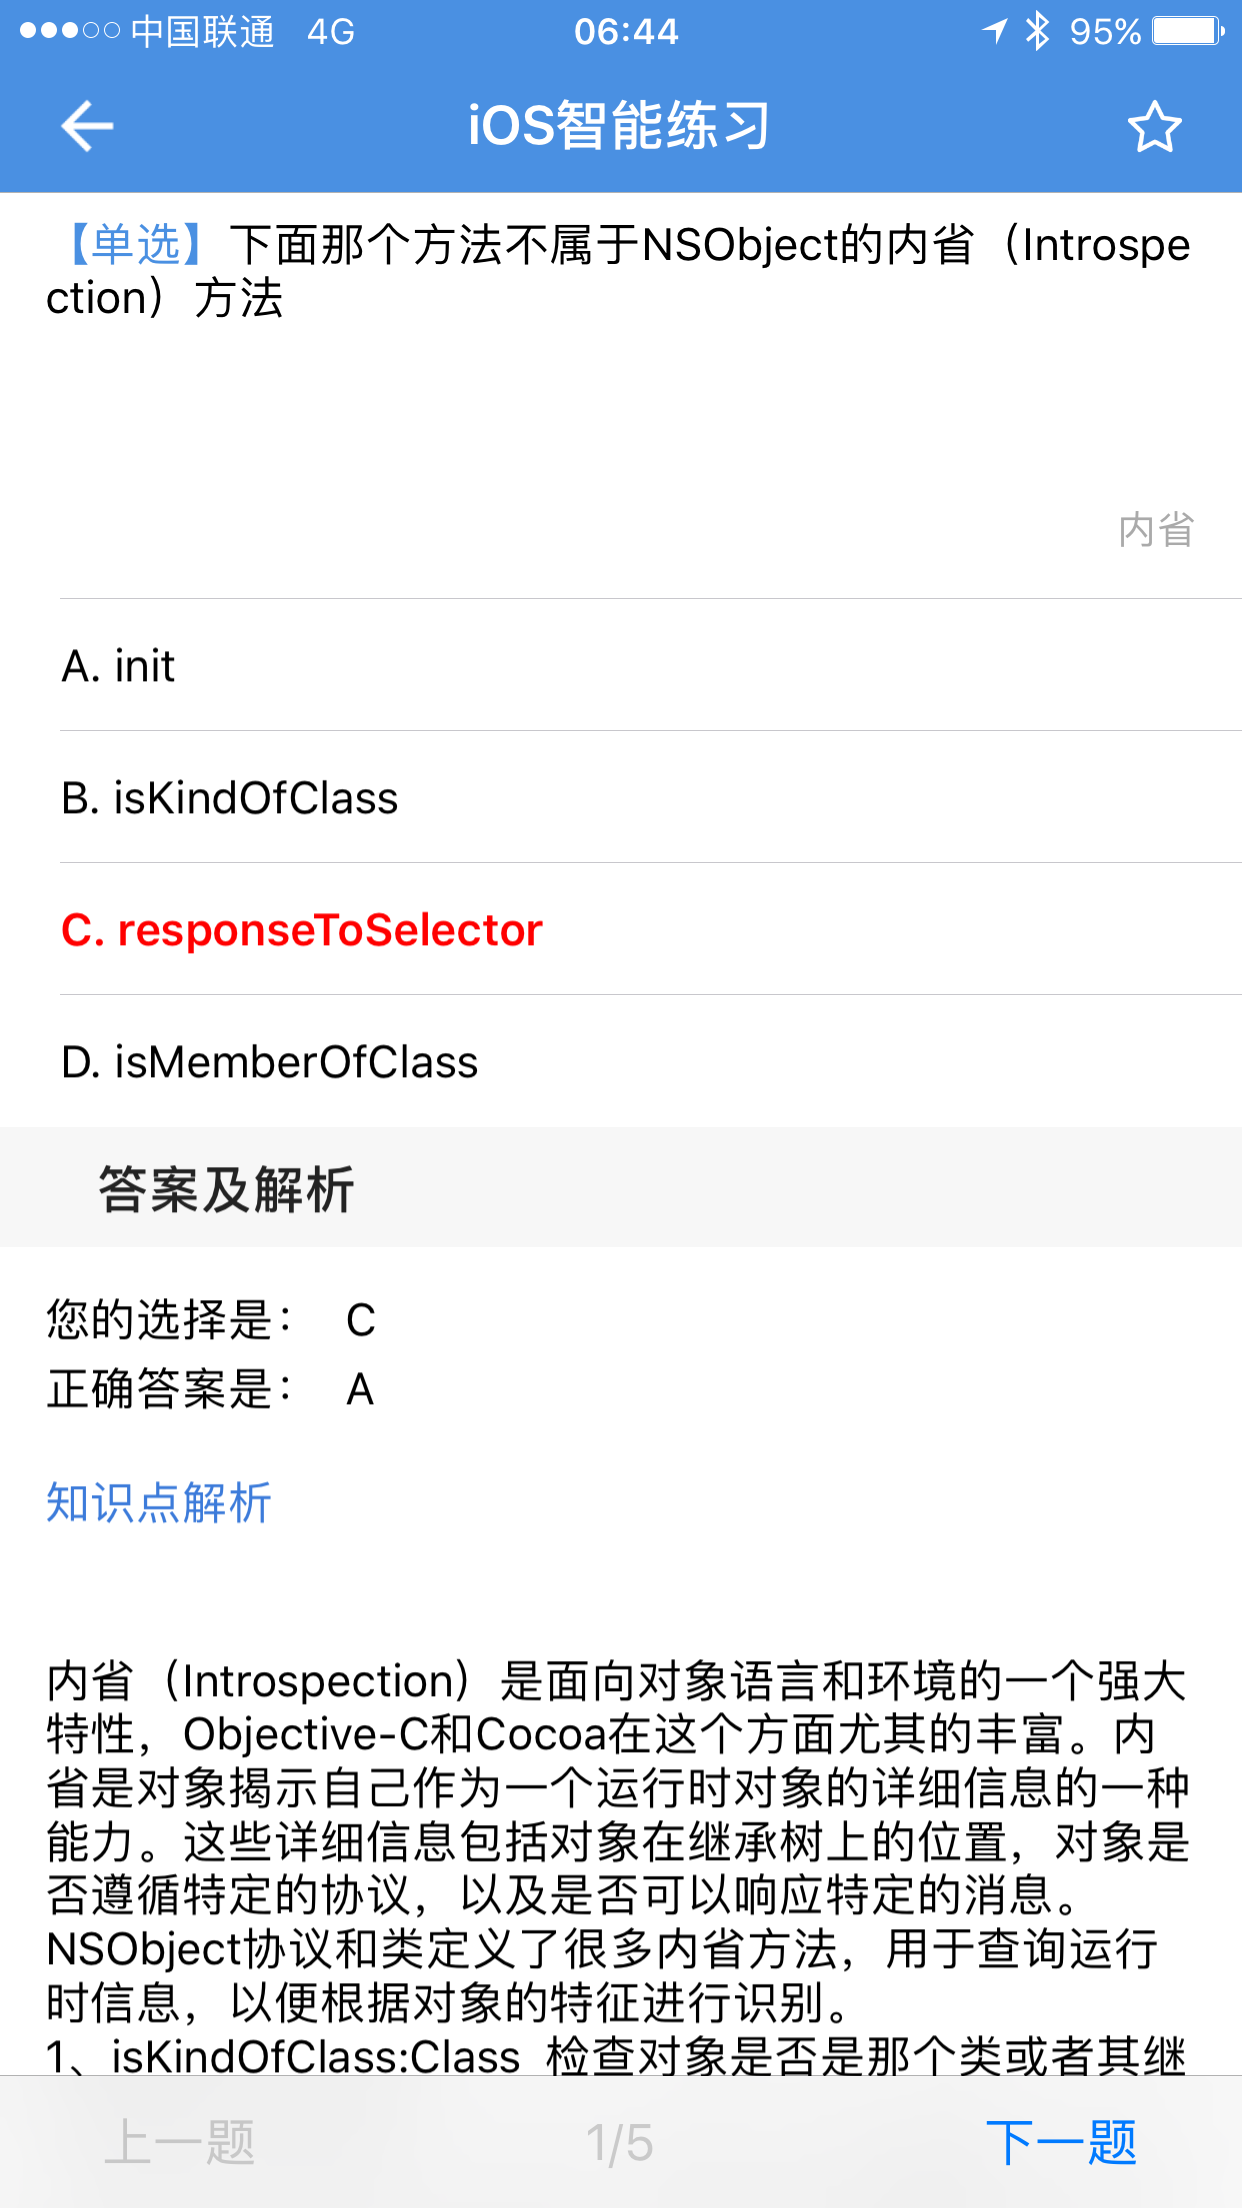 中国联通 4G 06:44 95%
iOS智能练习
【单选】下面那个方法不属于NSObject的内省（Introspe
ction）方法
内省
A. init
B. isKindOfClass
C. responseToSelector
D. isMemberOfClass
答案及解析
您的选择是： C
正确答案是： A
知识点解析
内省（Introspection）是面向对象语言和环境的一个强大
特性，Objective-C和Cocoa在这个方面尤其的丰富。内
省是对象揭示自己作为一个运行时对象的详细信息的一种
能力。这些详细信息包括对象在继承树上的位置，对象是
否遵循特定的协议，以及是否可以响应特定的消息。
NSObject协议和类定义了很多内省方法，用于查询运行
时信息，以便根据对象的特征进行识别。
1、isKindOfClass:Class 检查对象是否是那个类或者其继
上一题 1/5 下一题